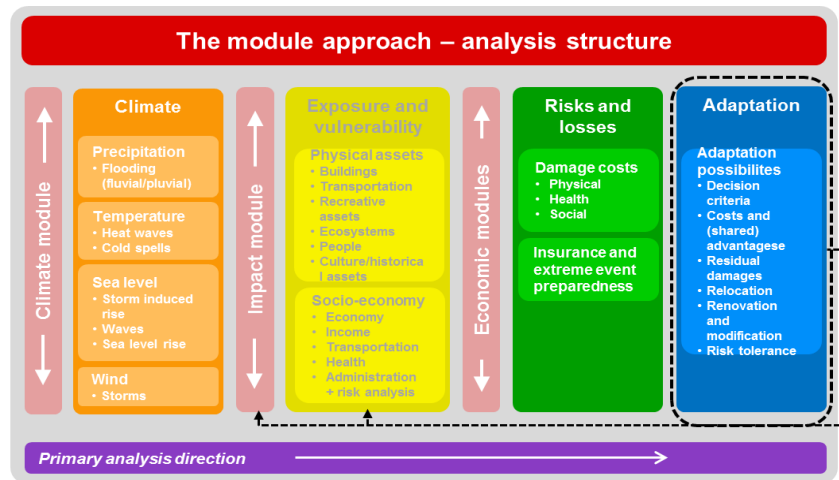 The module approach – analysis structure
Climate module
Climate
Precipitation
• Flooding
(fluvial/pluvial)
Temperature
• Heat waves
• Cold spells
Sea level
• Storm induced
rise
• Waves
• Sea level rise
Wind
• Storms
Impact module
Exposure and
vulnerability
Physical assets
• Buildings
• Transportation
• Recreative
assets
• Ecosystems
• People
• Culture/historica
l assets
Socio-economy
• Economy
• Income
• Transportation
• Health
• Administration
+ risk analysis
Economic modules
Risks and
losses
Damage costs
• Physical
• Health
• Social
Insurance and
extreme event
preparedness
Adaptation
Adaptation
possibilites
• Decision
criteria
• Costs and
(shared)
advantagese
• Residual
damages
• Relocation
• Renovation
and
modification
• Risk tolerance
Primary analysis direction